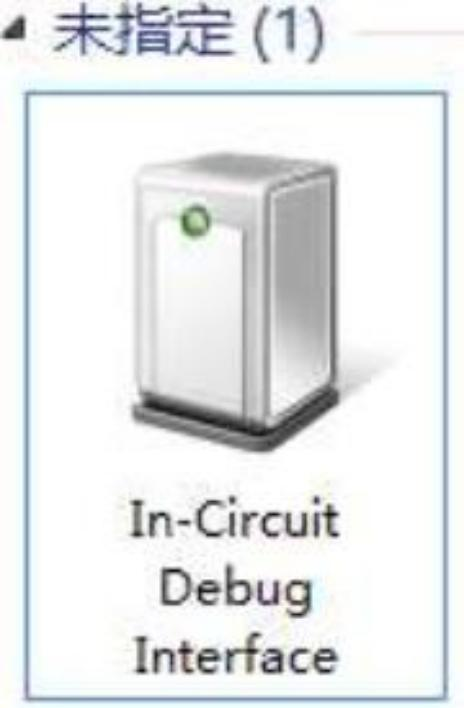 未指定 (1)
In-Circuit
Debug
Interface